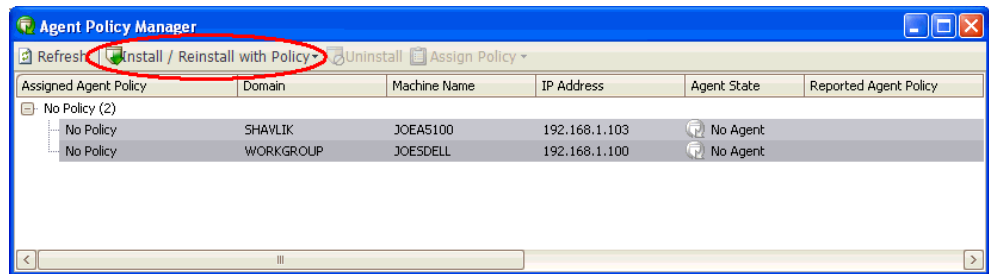 Agent Policy Manager
Refresh Install / Reinstall with Policy Uninstall Assign Policy
Assigned Agent Policy Domain Machine Name IP Address Agent State Reported Agent Policy
No Policy (2)
No Policy SHAVLIK JOEA5100 192.168.1.103 No Agent
No Policy WORKGROUP JOESDELL 192.168.1.100 No Agent